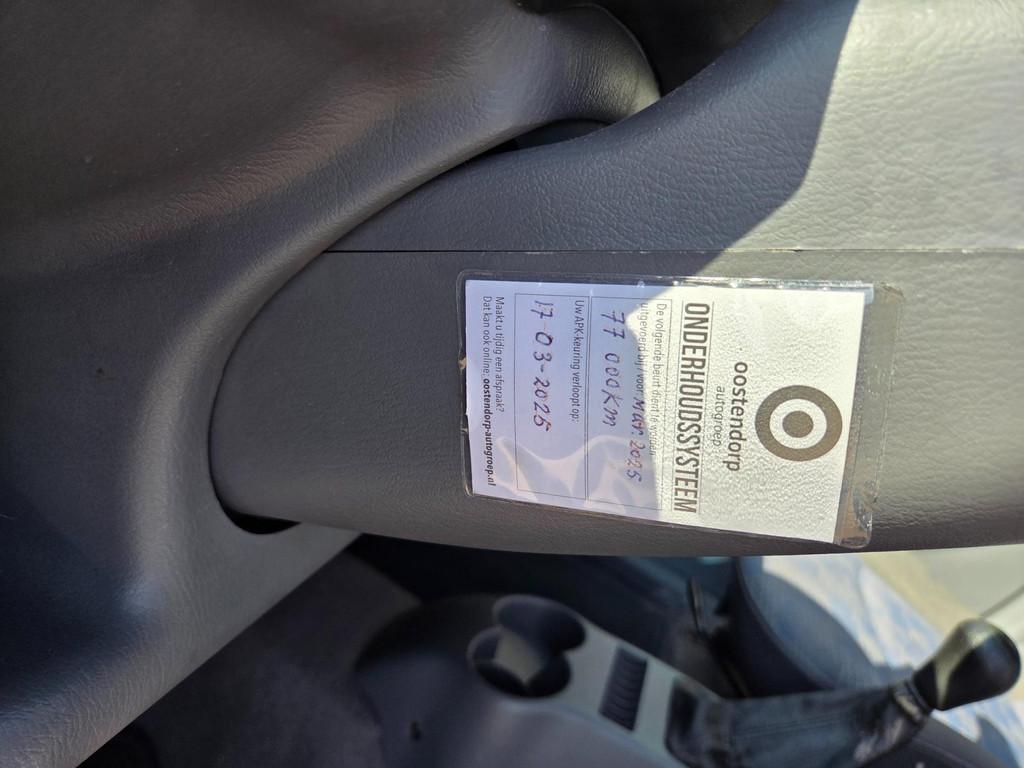 oostendorp
autogroep
ONDERHOUDSSYSTEEM
De volgende beurt dient te worden
uitgevoerd bij / voor Mar. 2025
77 000 KM
Uw APK-keuring verloopt op:
17-03-2025
Maakt u tijdig een afspraak?
Dat kan ook online: oostendorp-autogroep.nl